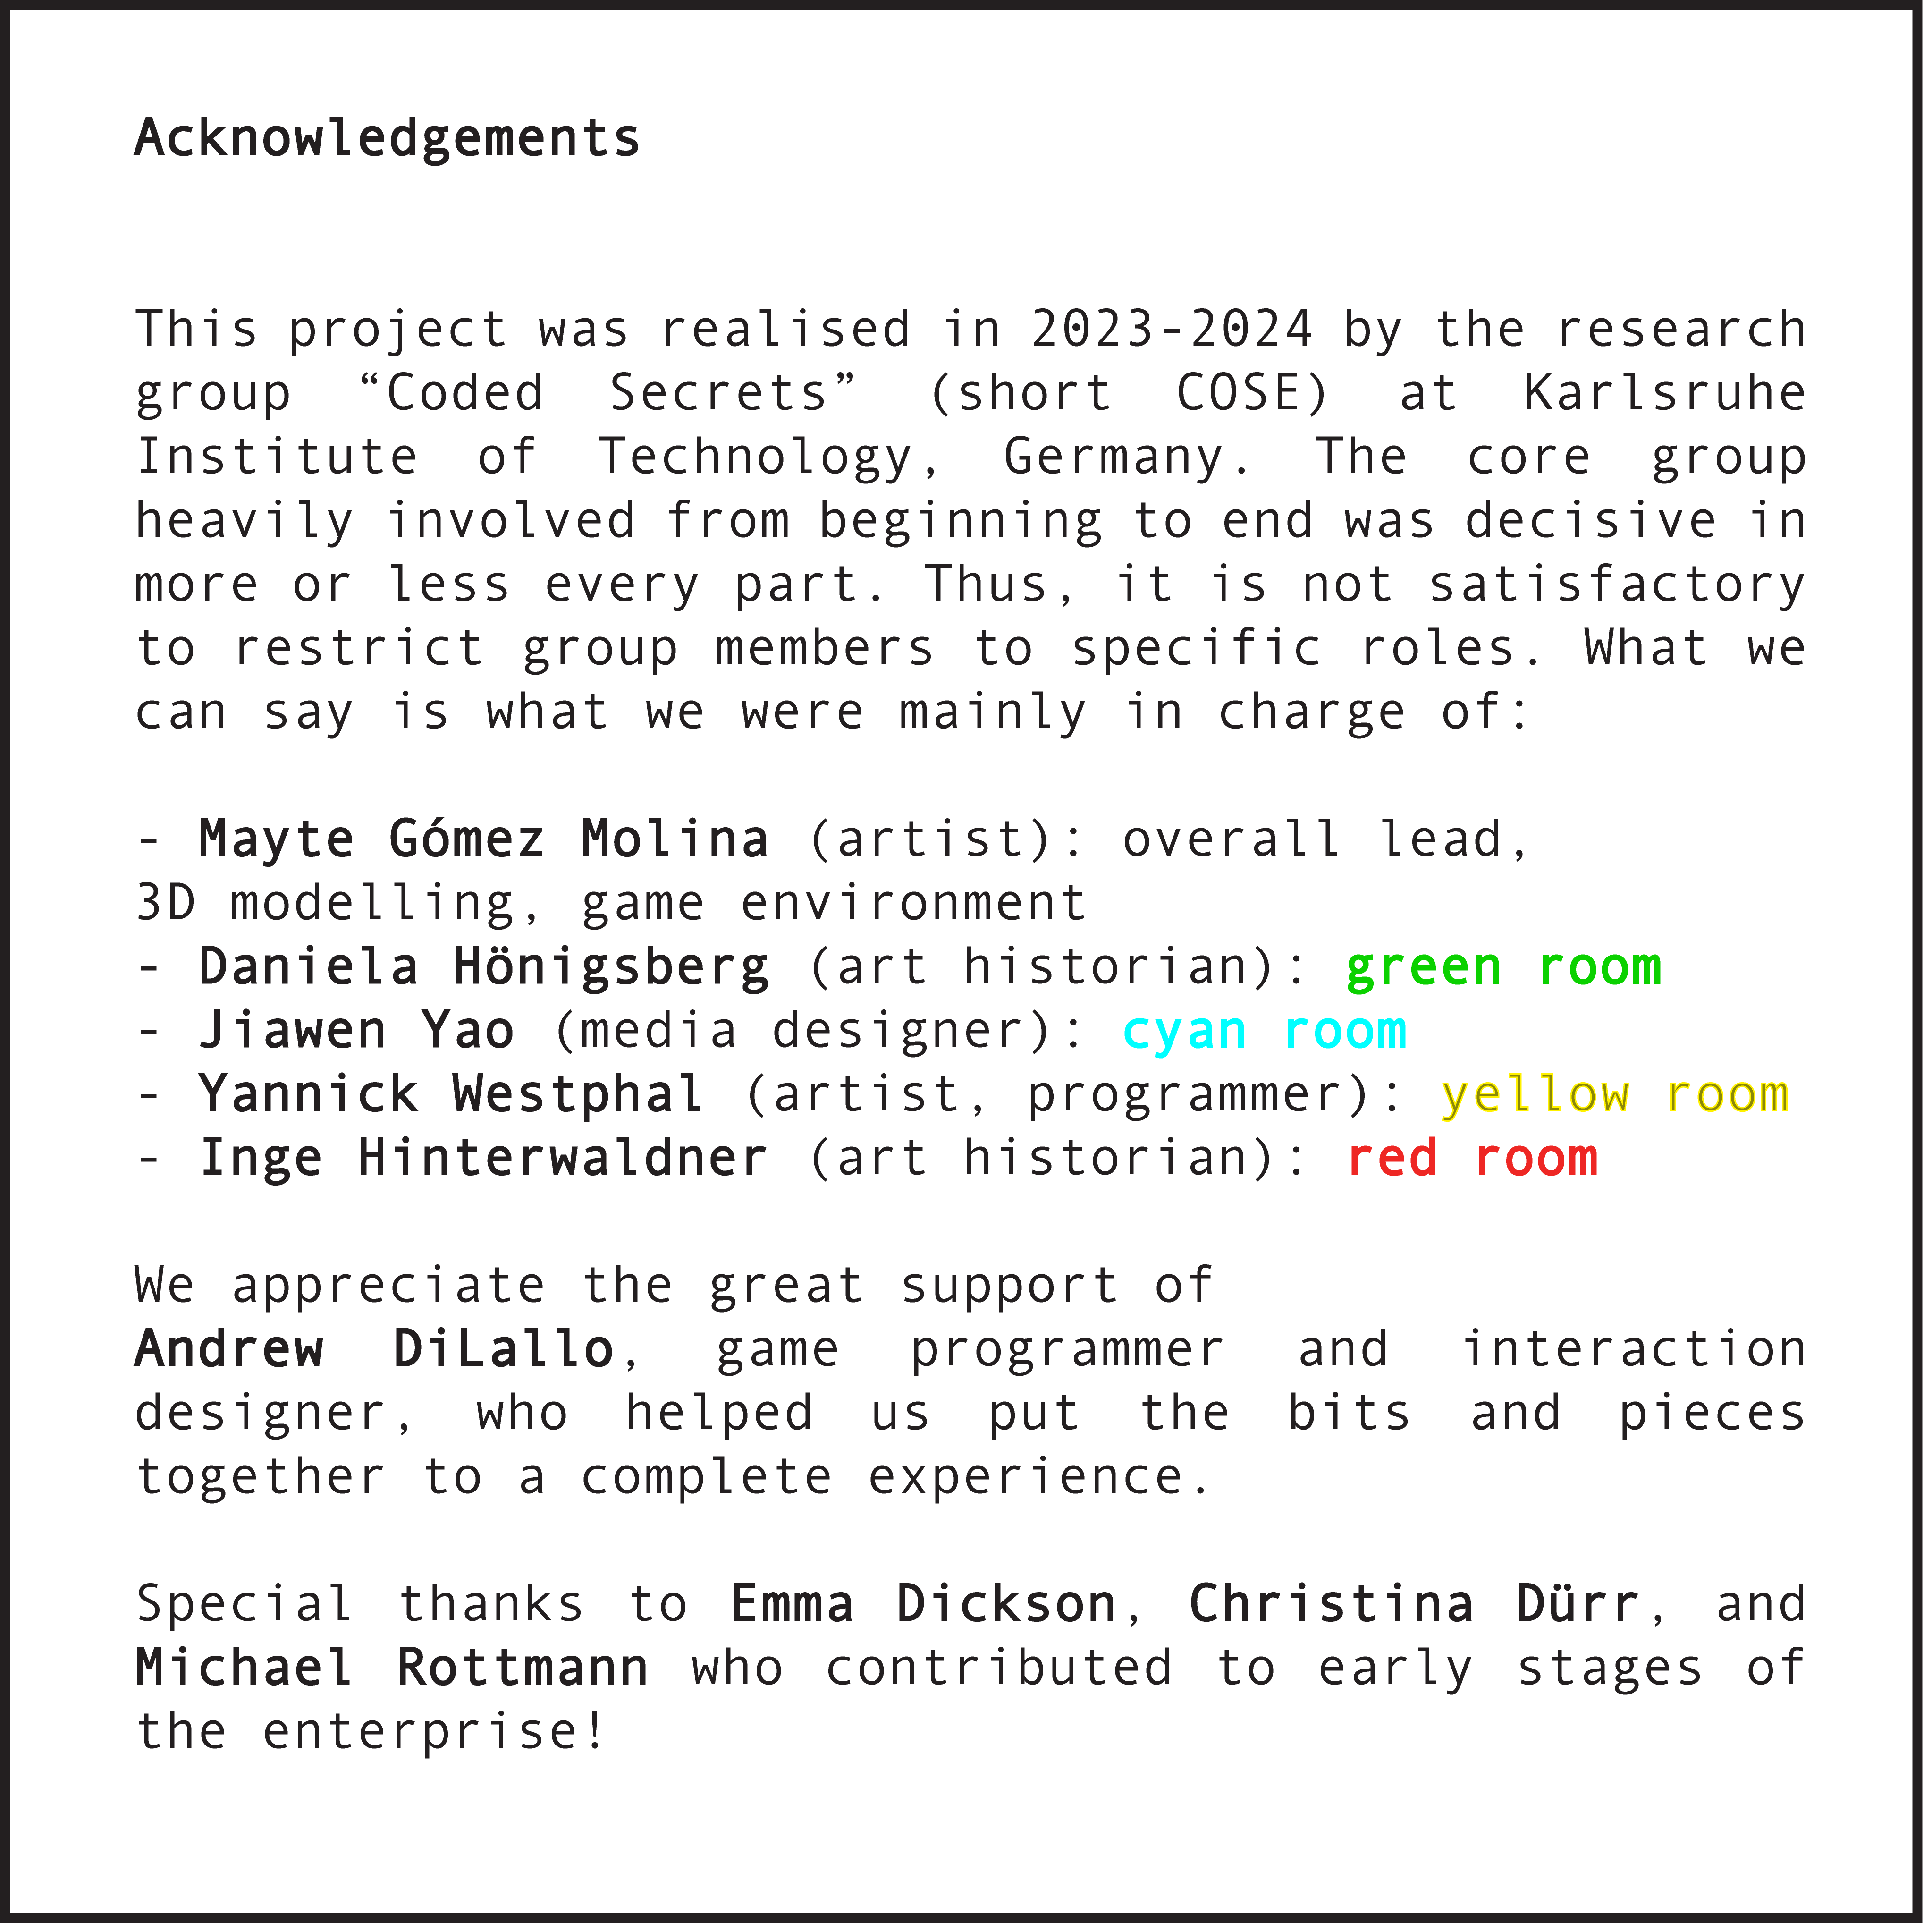 Acknowledgements
This project was realised in 2023-2024 by the research
group “Coded Secrets” (short COSE) at Karlsruhe
Institute of Technology, Germany. The core group
heavily involved from beginning to end was decisive in
more or less every part. Thus, it is not satisfactory
to restrict group members to specific roles. What we
can say is what we were mainly in charge of:
- Mayte Gómez Molina (artist): overall lead,
3D modelling, game environment
- Daniela Hönigsberg (art historian): green room
- Jiawen Yao (media designer): cyan room
- Yannick Westphal (artist, programmer): yellow room
- Inge Hinterwaldner (art historian): red room
We appreciate the great support of
Andrew DiLallo, game programmer and interaction
designer, who helped us put the bits and pieces
together to a complete experience.
Special thanks to Emma Dickson, Christina Dürr, and
Michael Rottmann who contributed to early stages of
the enterprise!